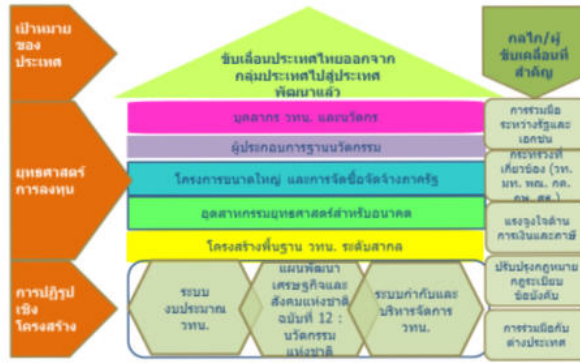 เป้าหมาย
ของ
ประเทศ
ขับเลื่อนประเทศไทยออกจาก
กลุ่มประเทศไปสู่ประเทศ
พัฒนาแล้ว
กลไก/ผู้
ขับเคลื่อนที่
สำคัญ
ยุทธศาสตร์
การลงทุน
บุคลากร วทน. และนวัตกร
ผู้ประกอบการฐานนวัตกรรม
โครงการขนาดใหญ่ และการจัดซื้อจัดจ้างภาครัฐ
อุตสาหกรรมยุทธศาสตร์สำหรับอนาคต
โครงสร้างพื้นฐาน วทน. ระดับสากล
การร่วมมือ
ระหว่างรัฐและ
เอกชน
กระทรวงที่
เกี่ยวข้อง (วท.
มท. พณ. กค.
แรงจูงใจด้าน
การเงินและภาษี
ปรับปรุงกฎหมาย
กฎระเบียบ
ข้อบังคับ
การร่วมมือกับ
ต่างประเทศ
การปฏิรูป
เชิง
โครงสร้าง
ระบบ
งบประมาณ
วทน.
แผนพัฒนา
เศรษฐกิจและ
สังคมแห่งชาติ
ฉบับที่ 12 :
นวัตกรรม
แห่งชาติ
ระบบกำกับและ
บริหารจัดการ
วทน.